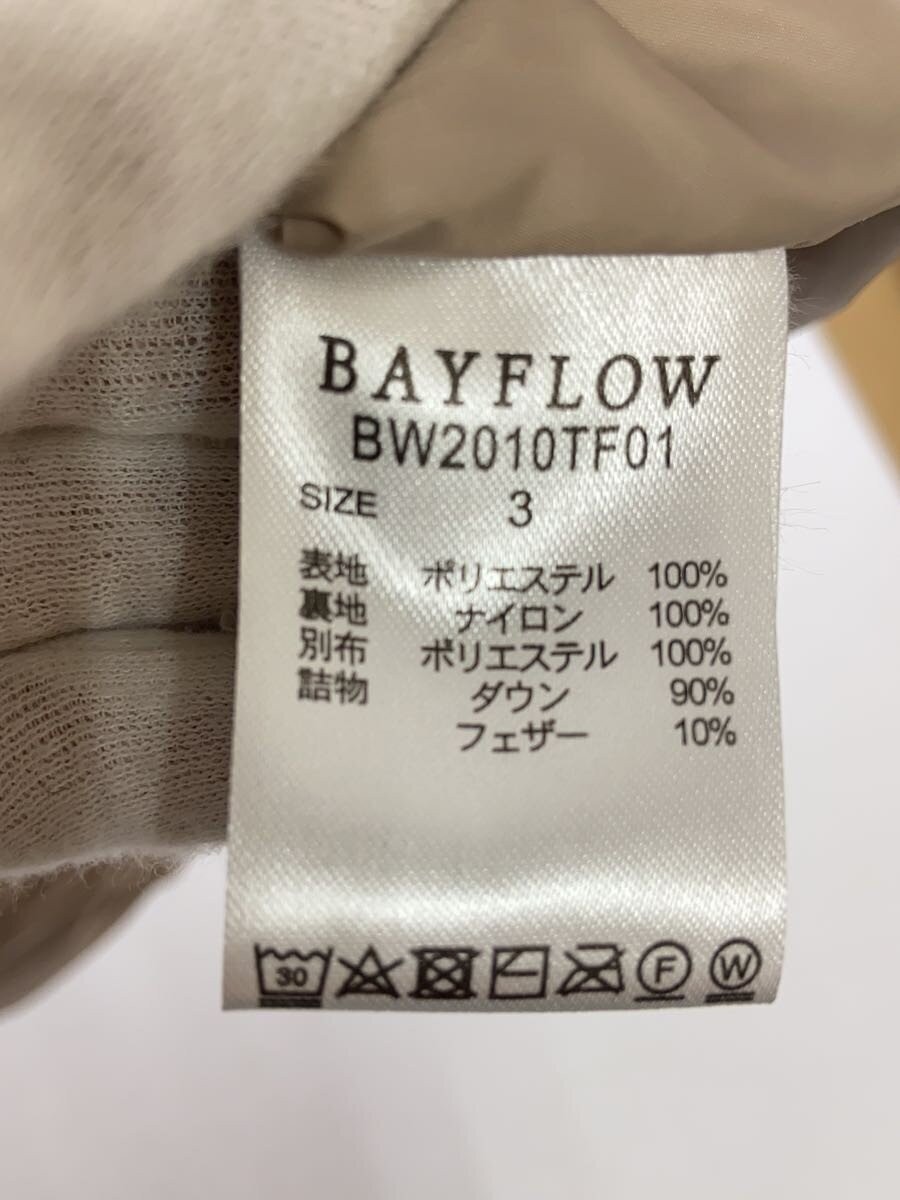 BAYFLOW
BW2010TF01
SIZE 3
表地 ポリエステル 100%
裏地 ナイロン 100%
別布 ポリエステル 100%
詰物 ダウン 90%
フェザー 10%
30 F W